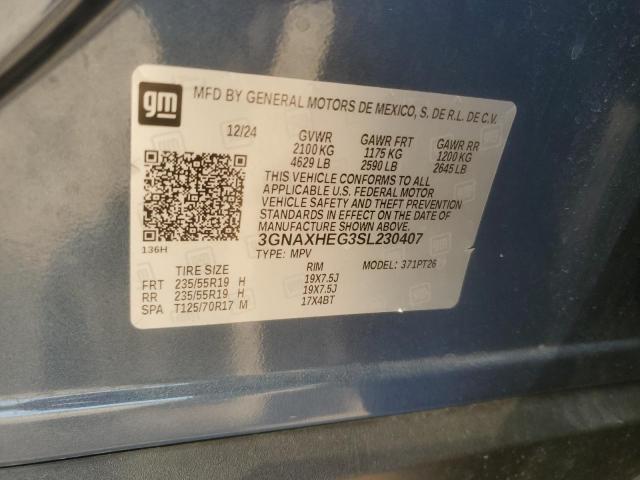 gm
MFD BY GENERAL MOTORS DE MEXICO, S. DE R.L. DE C.V.
12/24 GVWR GAWR FRT GAWR RR
2100 KG 1175 KG 1200 KG
4629 LB 2590 LB 2645 LB
THIS VEHICLE CONFORMS TO ALL
APPLICABLE U.S. FEDERAL MOTOR
VEHICLE SAFETY AND THEFT PREVENTION
STANDARDS IN EFFECT ON THE DATE OF
MANUFACTURE SHOWN ABOVE.
3GNAXHEG3SL230407
136H TYPE: MPV MODEL: 371PT26
TIRE SIZE RIM
FRT 235/55R19 H 19X7.5J
RR 235/55R19 H 19X7.5J
SPA T125/70R17 M 17X4BT